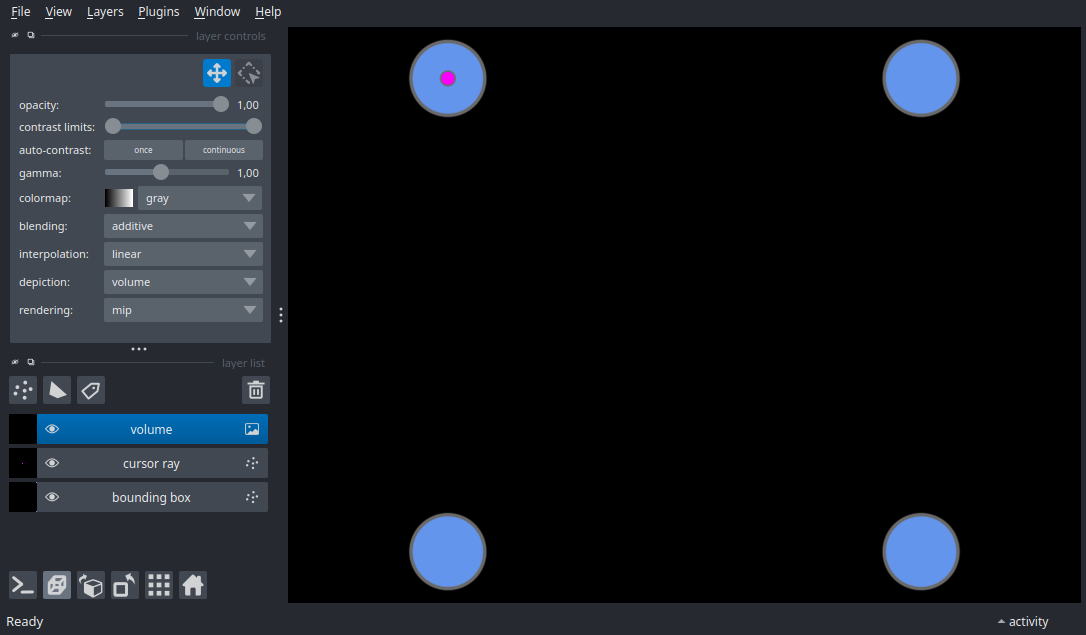 File View Layers Plugins Window Help
layer controls
opacity: 1,00
contrast limits:
auto-contrast: once continuous
gamma: 1,00
colormap: gray
blending: additive
interpolation: linear
depiction: volume
rendering: mip
layer list
volume
cursor ray
bounding box
Ready activity